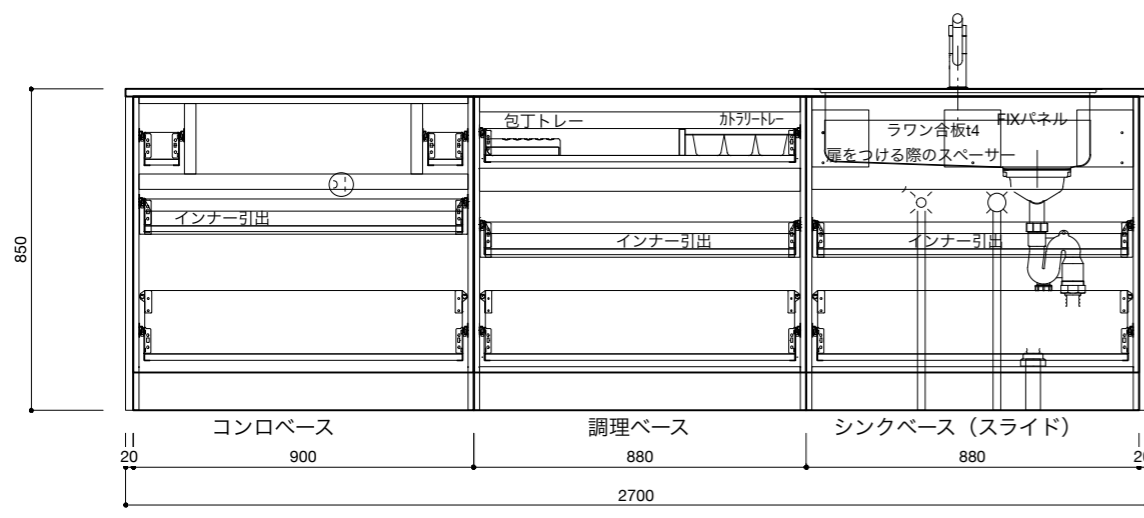 包丁トレー
カトラリートレー
FIXパネル
ラワン合板t4
扉をつける際のスペーサー
インナー引出
インナー引出
インナー引出
850
コンロベース
調理ベース
シンクベース（スライド）
20
900
880
880
2700